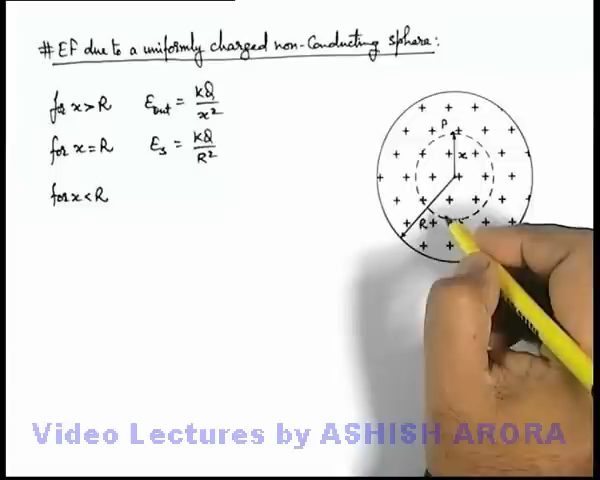 # EF due to a uniformly charged non-Conducting sphere:
for x > R E_out = kQ/x²
for x = R E_s = kQ/R²
for x < R
P
x
R
Video Lectures by ASHISH ARORA